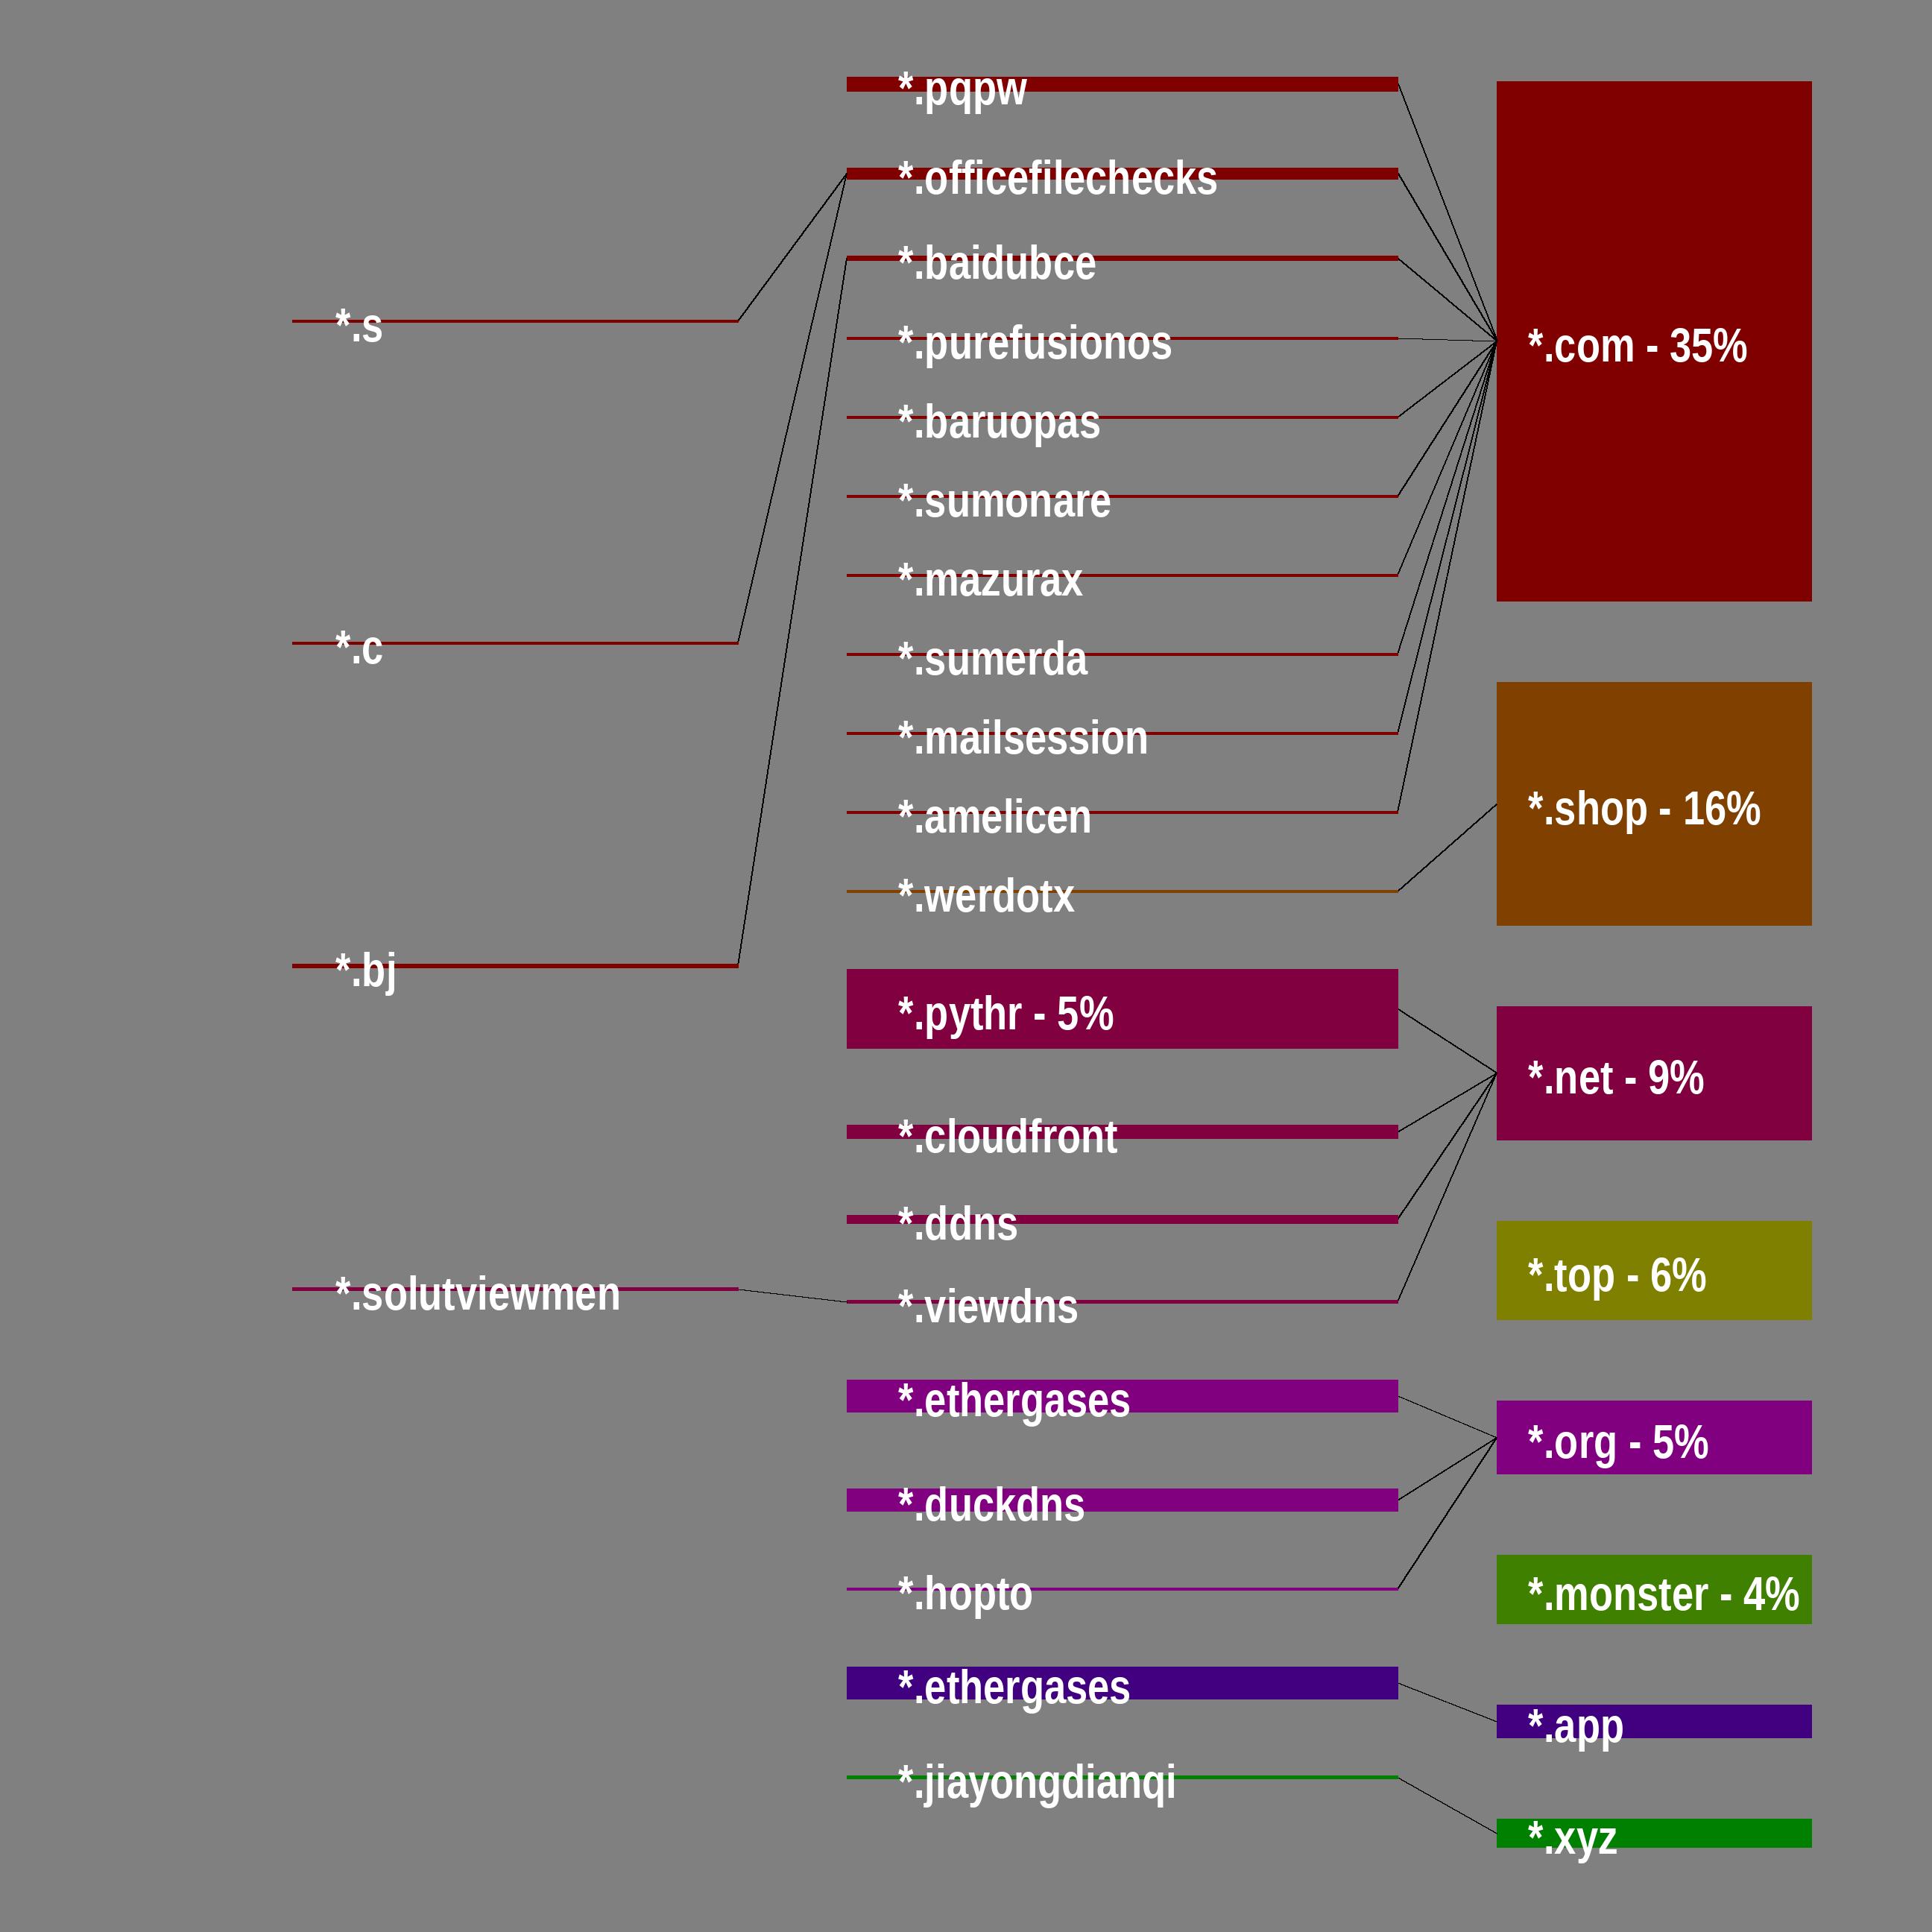 *.s
*.c
*.bj
*.solutviewmen
*.pqpw
*.officefilechecks
*.baidubce
*.purefusionos
*.baruopas
*.sumonare
*.mazurax
*.sumerda
*.mailsession
*.amelicen
*.werdotx
*.pythr - 5%
*.cloudfront
*.ddns
*.viewdns
*.ethergases
*.duckdns
*.hopto
*.ethergases
*.jiayongdianqi
*.com - 35%
*.shop - 16%
*.net - 9%
*.top - 6%
*.org - 5%
*.monster - 4%
*.app
*.xyz